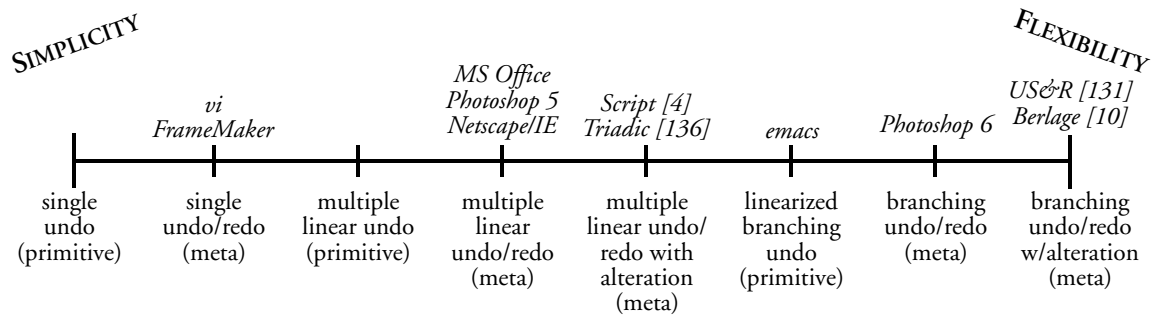 SIMPLICITY
FLEXIBILITY
vi
FrameMaker
MS Office
Photoshop 5
Netscape/IE
Script [4]
Triadic [136]
emacs
Photoshop 6
US&R [131]
Berlage [10]
single
undo
(primitive)
single
undo/redo
(meta)
multiple
linear undo
(primitive)
multiple
linear
undo/redo
(meta)
multiple
linear undo/
redo with
alteration
(meta)
linearized
branching
undo
(primitive)
branching
undo/redo
(meta)
branching
undo/redo
w/alteration
(meta)